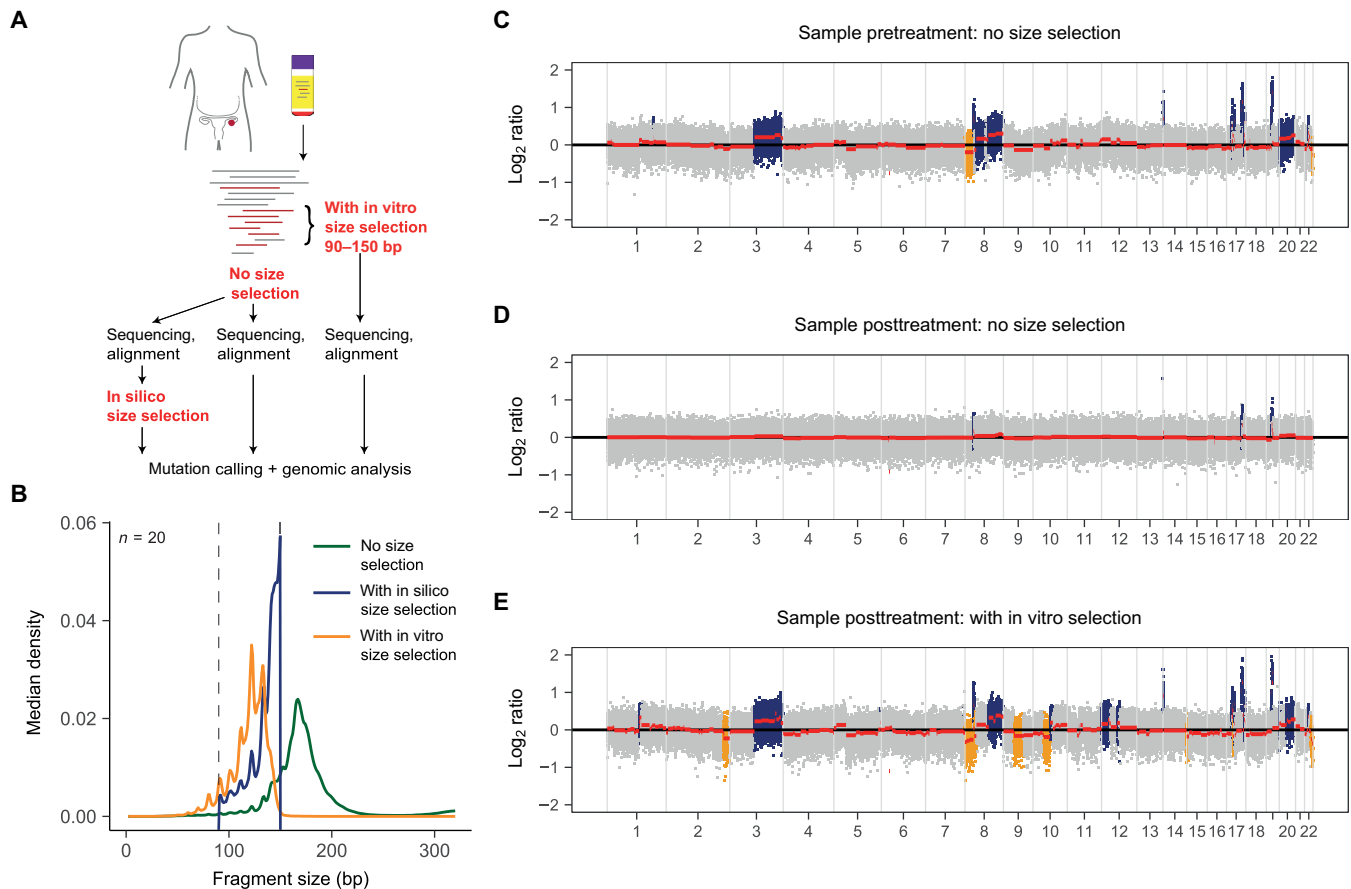 A
With in vitro
size selection
90–150 bp
No size
selection
Sequencing,
alignment
Sequencing,
alignment
Sequencing,
alignment
In silico
size selection
Mutation calling + genomic analysis
B
n = 20
0.06
0.04
0.02
0.00
Median density
0 100 200 300
Fragment size (bp)
No size
selection
With in silico
size selection
With in vitro
size selection
C
Sample pretreatment: no size selection
Log2 ratio
2
1
0
−1
−2
1 2 3 4 5 6 7 8 9 10 11 12 13 14 15 16 17 18 20 22
D
Sample posttreatment: no size selection
Log2 ratio
2
1
0
−1
−2
1 2 3 4 5 6 7 8 9 10 11 12 13 14 15 16 17 18 20 22
E
Sample posttreatment: with in vitro selection
Log2 ratio
2
1
0
−1
−2
1 2 3 4 5 6 7 8 9 10 11 12 13 14 15 16 17 18 20 22